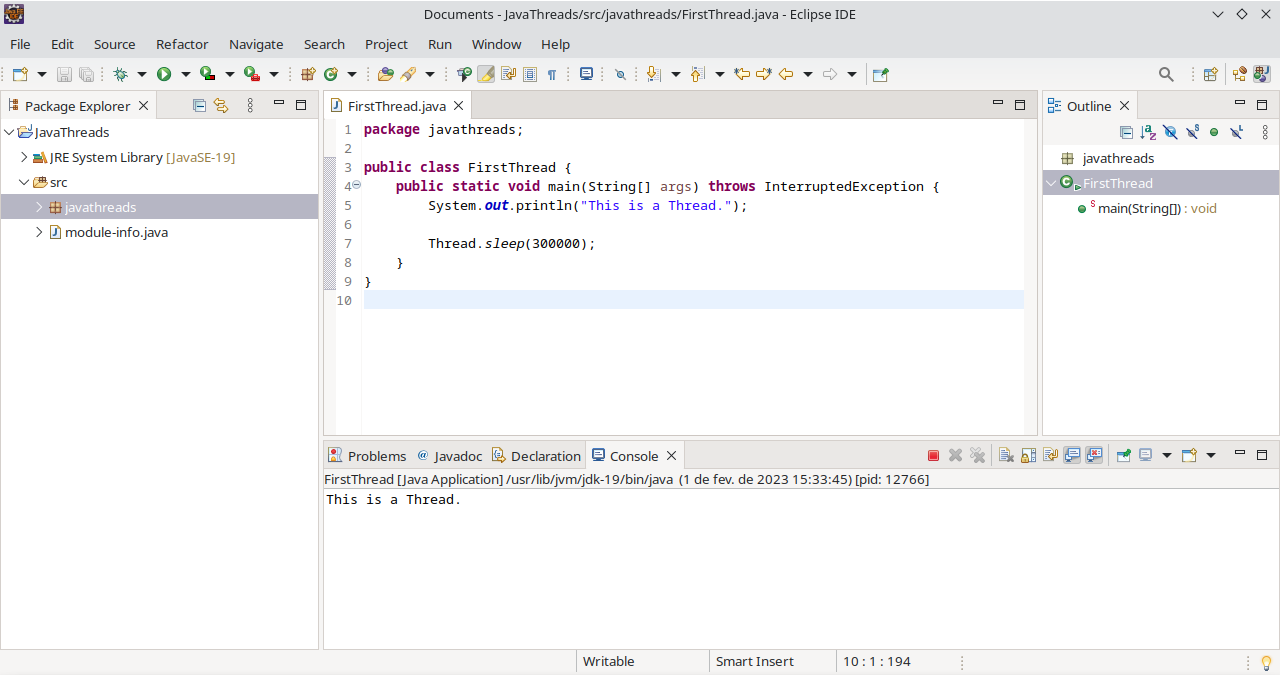 Documents - JavaThreads/src/javathreads/FirstThread.java - Eclipse IDE
File Edit Source Refactor Navigate Search Project Run Window Help
Package Explorer
JavaThreads
JRE System Library [JavaSE-19]
src
javathreads
module-info.java
FirstThread.java
1 package javathreads;
2
3 public class FirstThread {
4 public static void main(String[] args) throws InterruptedException {
5 System.out.println("This is a Thread.");
6
7 Thread.sleep(300000);
8 }
9 }
10
Outline
javathreads
FirstThread
main(String[]) : void
Problems Javadoc Declaration Console
FirstThread [Java Application] /usr/lib/jvm/jdk-19/bin/java (1 de fev. de 2023 15:33:45) [pid: 12766]
This is a Thread.
Writable Smart Insert 10 : 1 : 194